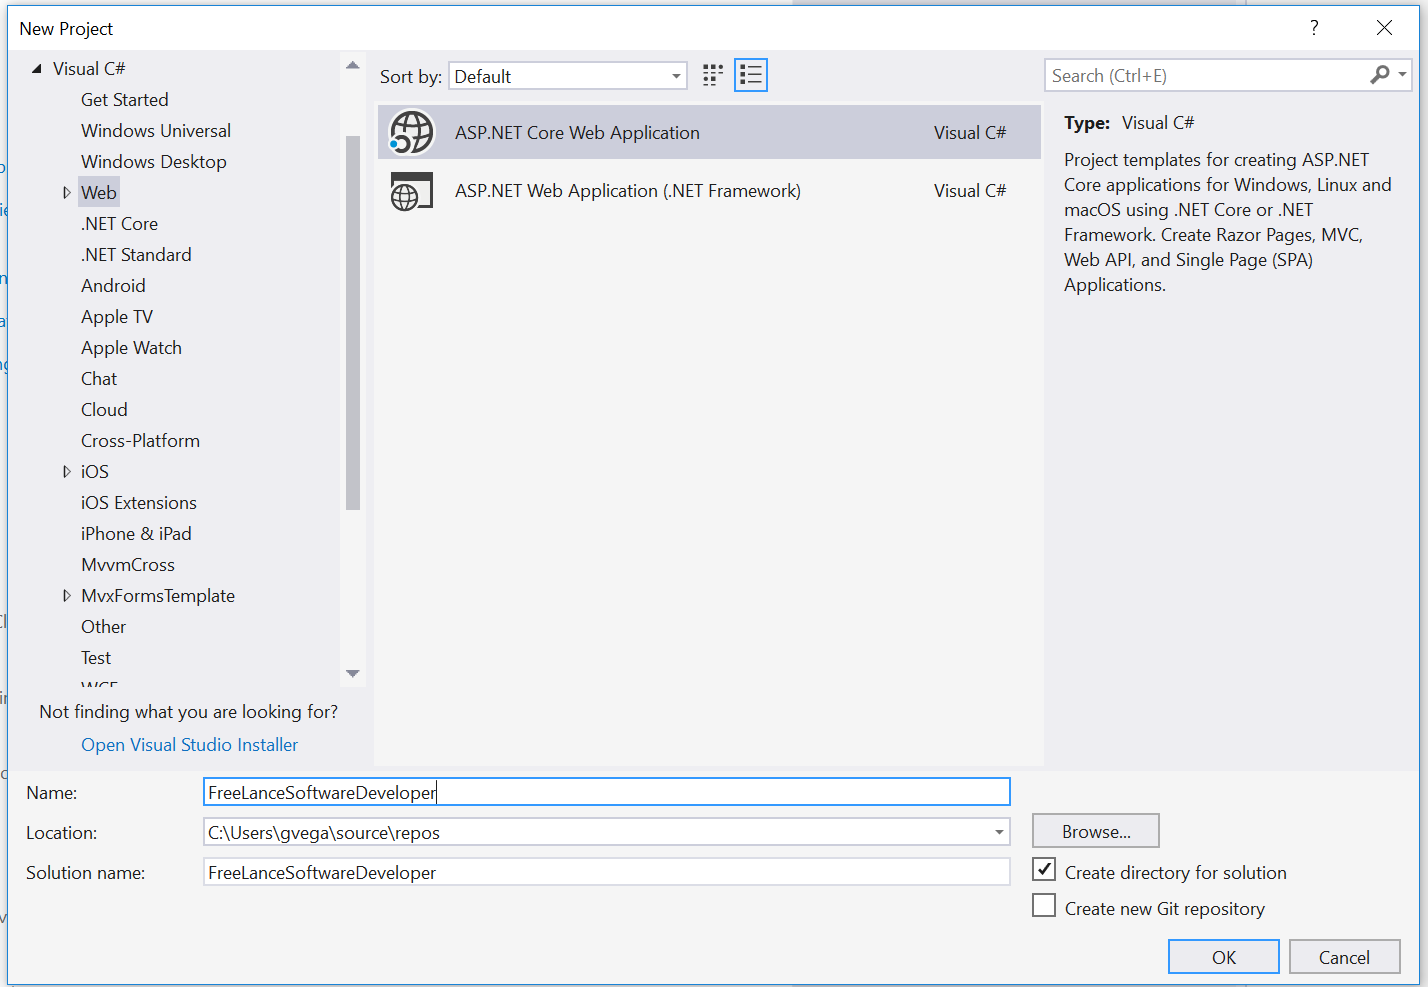 New Project
?
Visual C#
Get Started
Windows Universal
Windows Desktop
Web
.NET Core
.NET Standard
Android
Apple TV
Apple Watch
Chat
Cloud
Cross-Platform
iOS
iOS Extensions
iPhone & iPad
MvvmCross
MvxFormsTemplate
Other
Test
Not finding what you are looking for?
Open Visual Studio Installer
Sort by: Default
ASP.NET Core Web Application Visual C#
ASP.NET Web Application (.NET Framework) Visual C#
Search (Ctrl+E)
Type: Visual C#
Project templates for creating ASP.NET
Core applications for Windows, Linux and
macOS using .NET Core or .NET
Framework. Create Razor Pages, MVC,
Web API, and Single Page (SPA)
Applications.
Name: FreeLanceSoftwareDeveloper
Location: C:\Users\gvega\source\repos
Browse...
Solution name: FreeLanceSoftwareDeveloper
Create directory for solution
Create new Git repository
OK Cancel